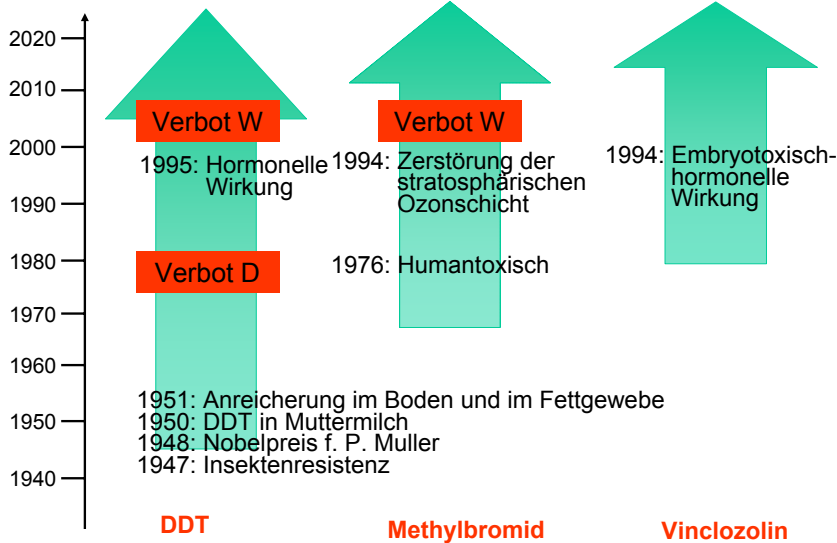 2020
2010
2000
1990
1980
1970
1960
1950
1940
Verbot W
1995: Hormonelle
Wirkung
Verbot D
1951: Anreicherung im Boden und im Fettgewebe
1950: DDT in Muttermilch
1948: Nobelpreis f. P. Muller
1947: Insektenresistenz
DDT
Verbot W
1994: Zerstörung der
stratosphärischen
Ozonschicht
1976: Humantoxisch
Methylbromid
1994: Embryotoxisch-
hormonelle
Wirkung
Vinclozolin